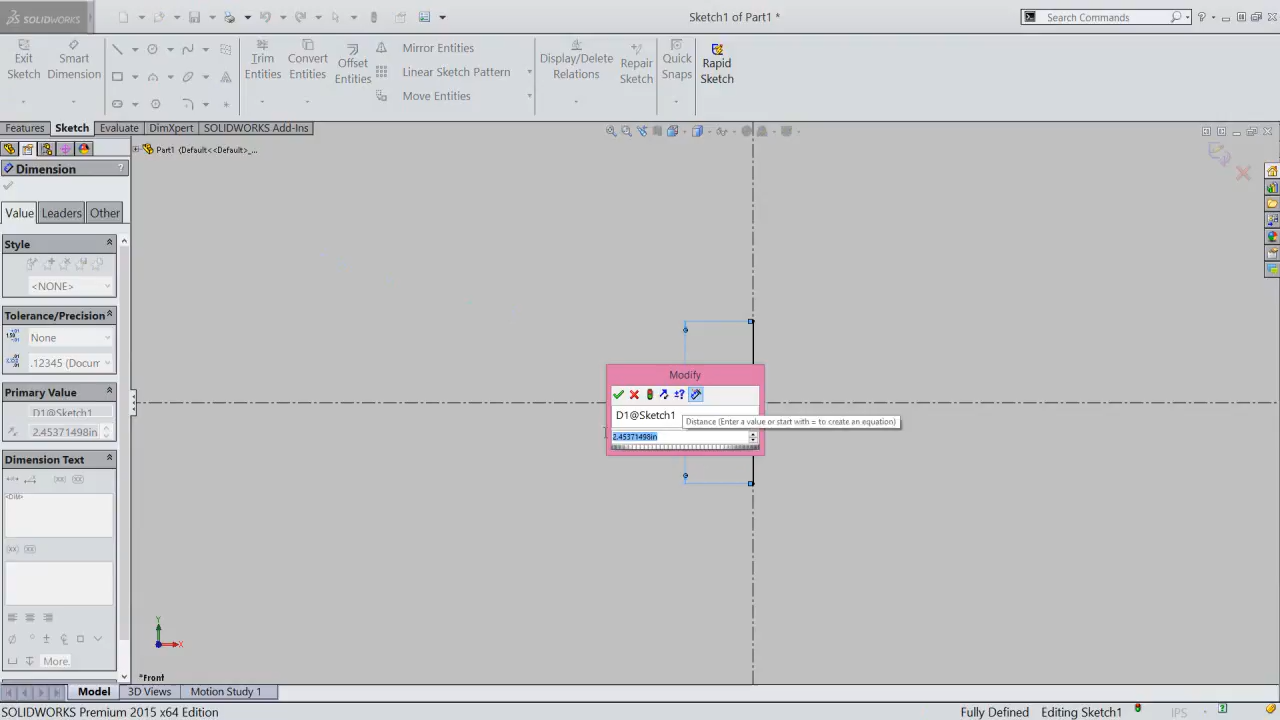 SOLIDWORKS
Sketch1 of Part1 *
Search Commands
Exit Sketch
Smart Dimension
Trim Entities
Convert Entities
Offset Entities
Mirror Entities
Linear Sketch Pattern
Move Entities
Display/Delete Relations
Repair Sketch
Quick Snaps
Rapid Sketch
Features
Sketch
Evaluate
DimXpert
SOLIDWORKS Add-Ins
Part1 (Default<<Default>_...
Dimension
?
Value
Leaders
Other
Style
<NONE>
Tolerance/Precision
None
.12345 (Docum
Primary Value
D1@Sketch1
2.45371498in
Dimension Text
<DIM>
More.
Modify
D1@Sketch1
Distance (Enter a value or start with = to create an equation)
2.45371498in
Y
X
*Front
Model
3D Views
Motion Study 1
SOLIDWORKS Premium 2015 x64 Edition
Fully Defined
Editing Sketch1
IPS